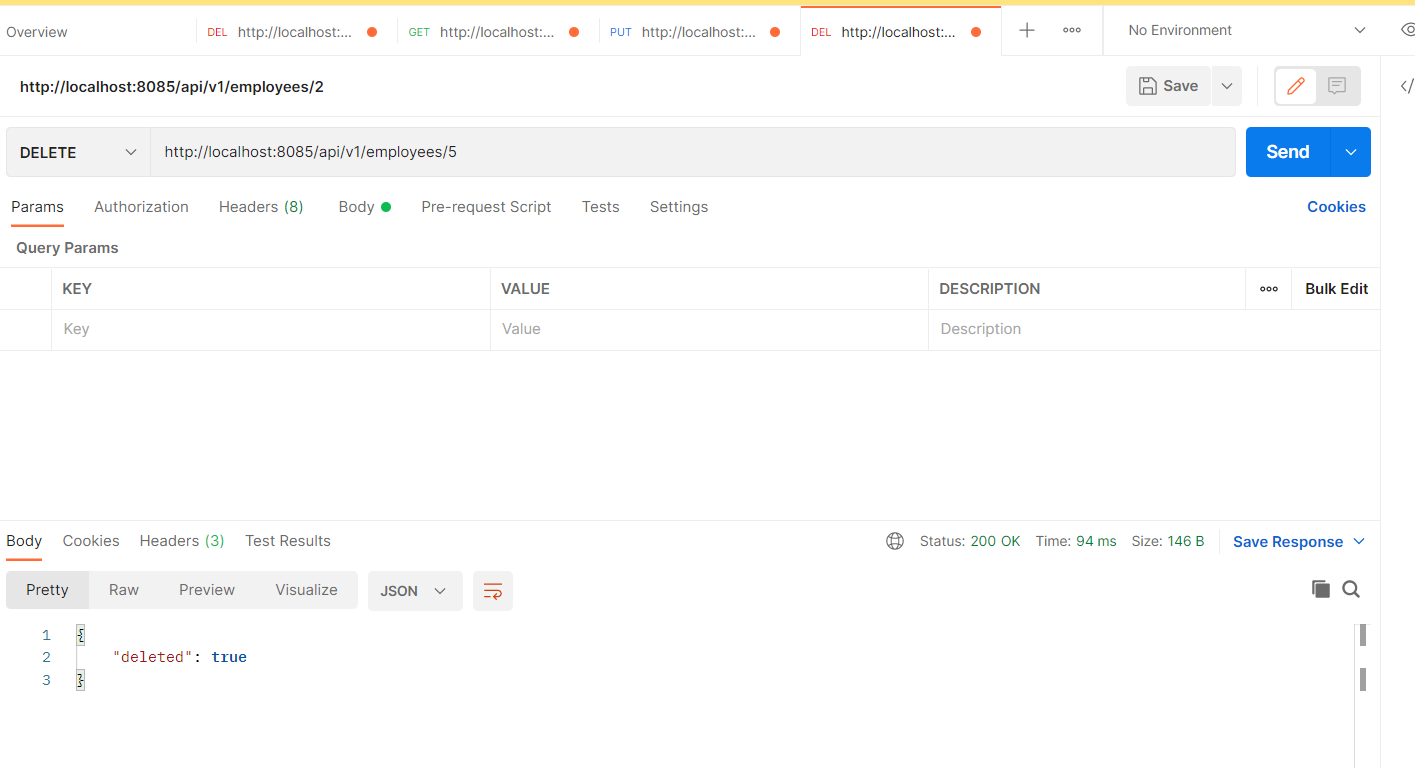 Overview DEL http://localhost:... GET http://localhost:... PUT http://localhost:... DEL http://localhost:... No Environment
http://localhost:8085/api/v1/employees/2 Save
DELETE http://localhost:8085/api/v1/employees/5 Send
Params Authorization Headers (8) Body Pre-request Script Tests Settings Cookies
Query Params
KEY VALUE DESCRIPTION Bulk Edit
Key Value Description
Body Cookies Headers (3) Test Results Status: 200 OK Time: 94 ms Size: 146 B Save Response
Pretty Raw Preview Visualize JSON
1 {
2 "deleted": true
3 }